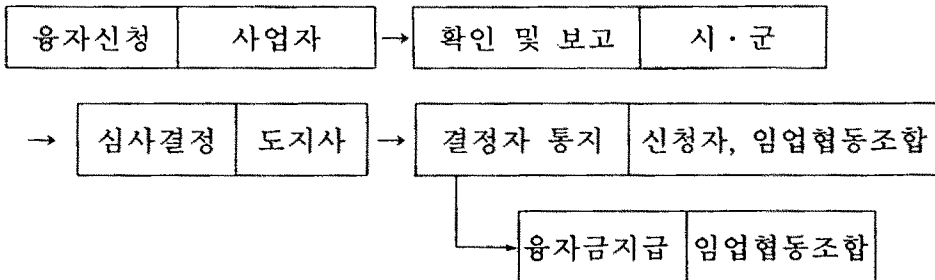 융자신청 사업자 → 확인 및 보고 시·군
→ 심사결정 도지사 → 결정자 통지 신청자, 임업협동조합
융자금지급 임업협동조합